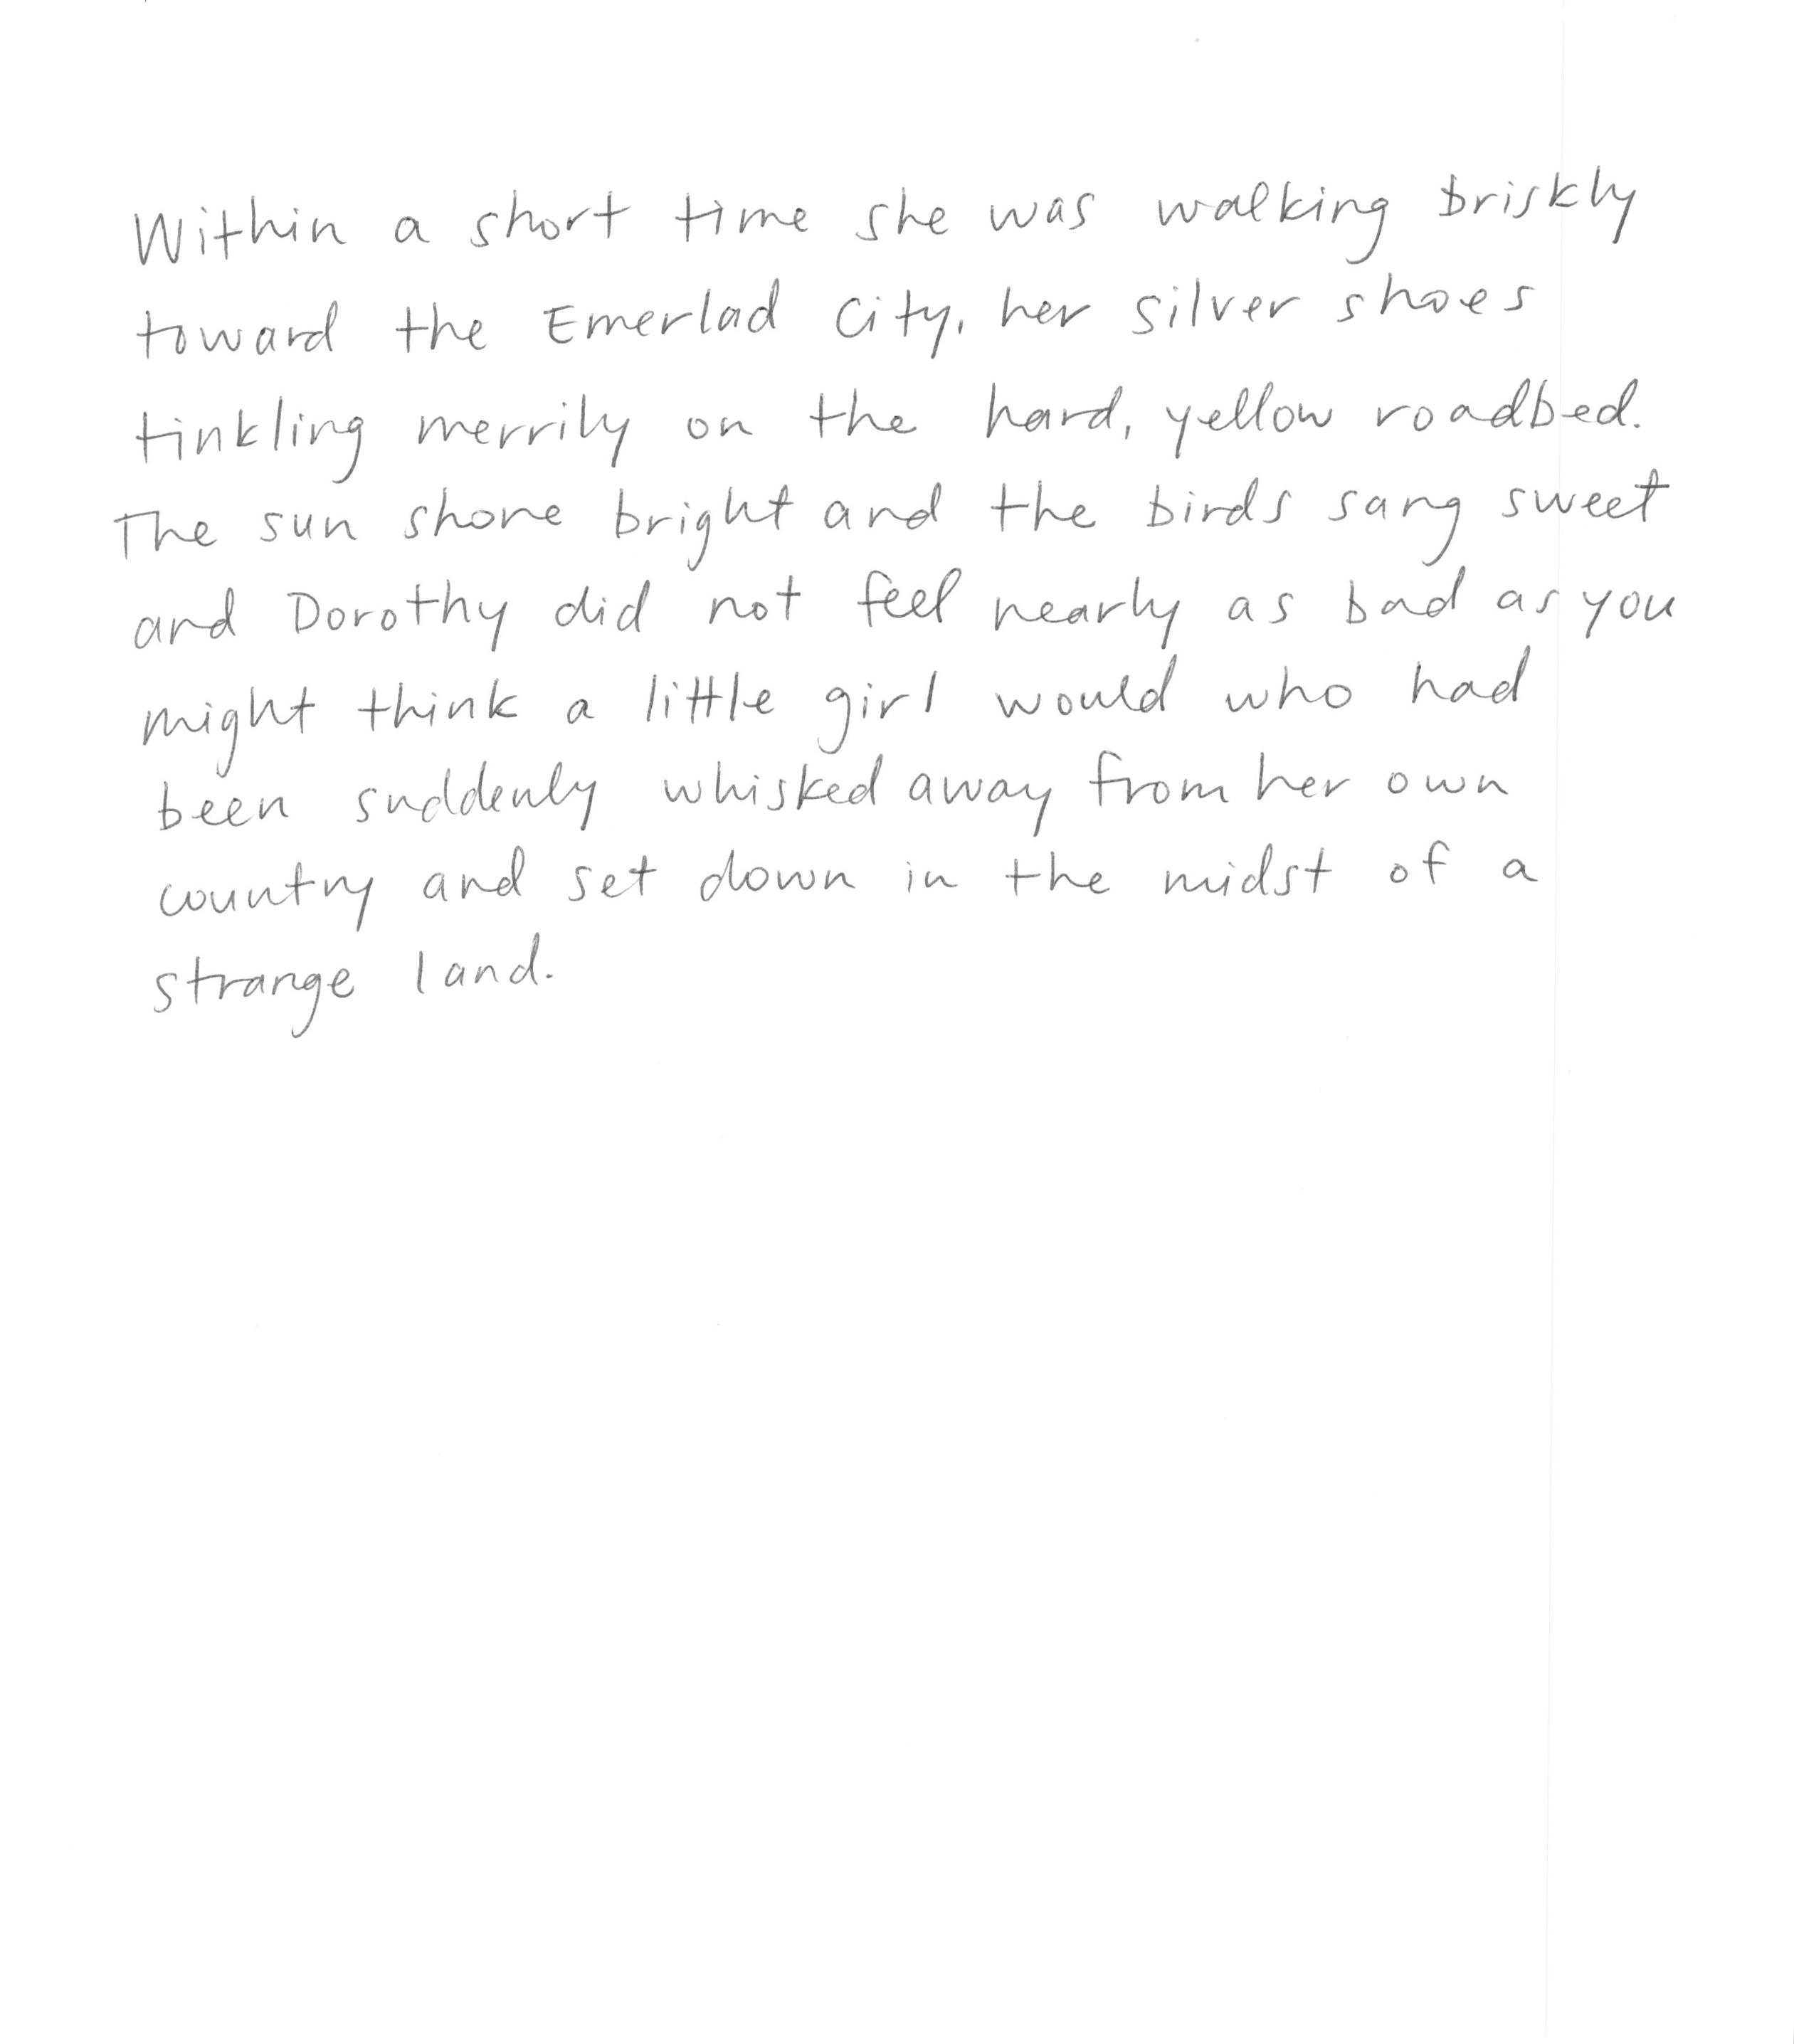 Within a short time she was walking briskly
toward the Emerlad City, her silver shoes
tinkling merrily on the hard, yellow roadbed.
The sun shone bright and the birds sang sweet
and Dorothy did not feel nearly as bad as you
might think a little girl would who had
been suddenly whisked away from her own
country and set down in the midst of a
strange land.